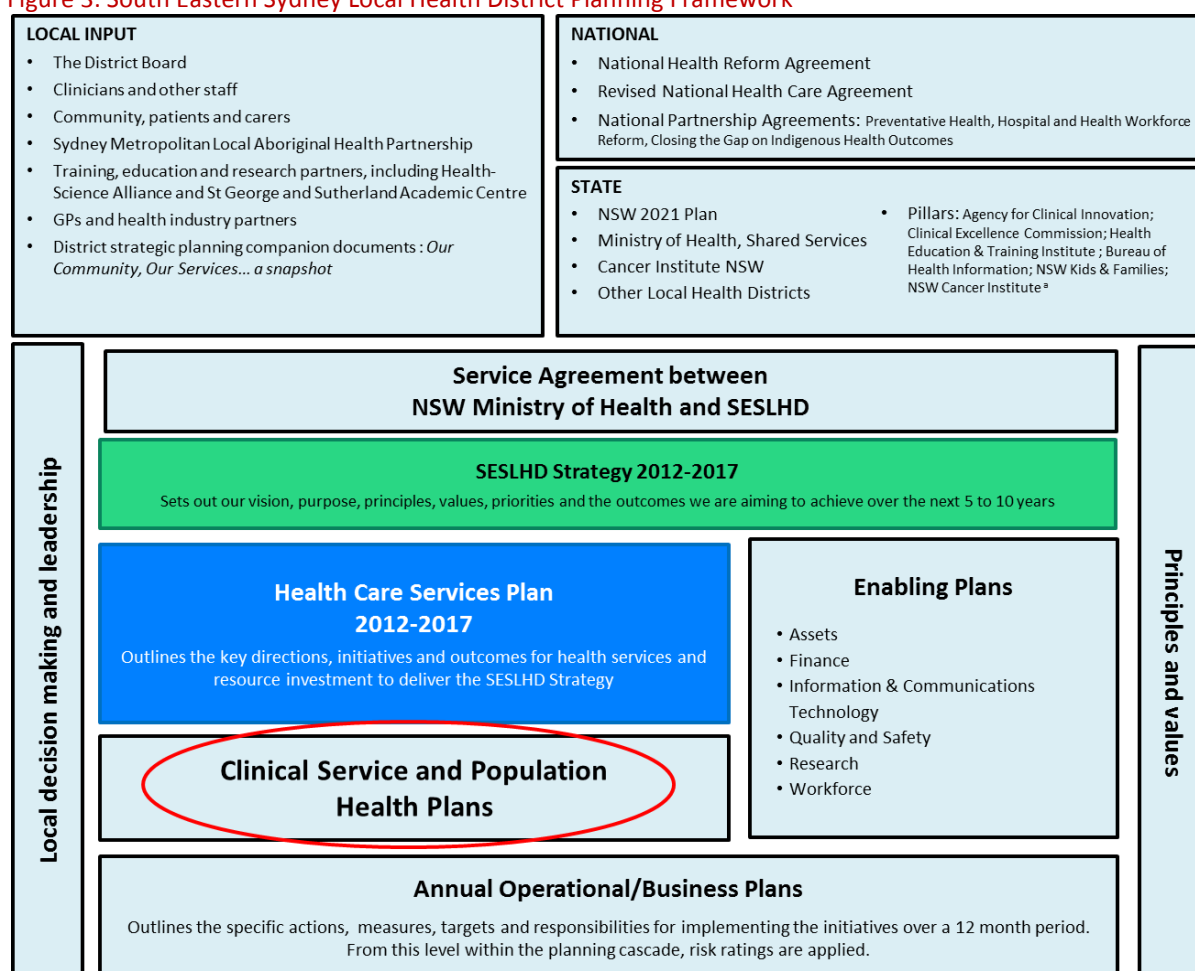 Figure 3: South Eastern Sydney Local Health District Planning Framework
LOCAL INPUT
• The District Board
• Clinicians and other staff
• Community, patients and carers
• Sydney Metropolitan Local Aboriginal Health Partnership
• Training, education and research partners, including Health-
Science Alliance and St George and Sutherland Academic Centre
• GPs and health industry partners
• District strategic planning companion documents : Our
Community, Our Services... a snapshot
NATIONAL
• National Health Reform Agreement
• Revised National Health Care Agreement
• National Partnership Agreements: Preventative Health, Hospital and Health Workforce
Reform, Closing the Gap on Indigenous Health Outcomes
STATE
• NSW 2021 Plan
• Ministry of Health, Shared Services
• Cancer Institute NSW
• Other Local Health Districts
• Pillars: Agency for Clinical Innovation;
Clinical Excellence Commission; Health
Education & Training Institute ; Bureau of
Health Information; NSW Kids & Families;
NSW Cancer Institute ª
Local decision making and leadership
Service Agreement between
NSW Ministry of Health and SESLHD
SESLHD Strategy 2012-2017
Sets out our vision, purpose, principles, values, priorities and the outcomes we are aiming to achieve over the next 5 to 10 years
Health Care Services Plan
2012-2017
Outlines the key directions, initiatives and outcomes for health services and
resource investment to deliver the SESLHD Strategy
Clinical Service and Population
Health Plans
Enabling Plans
• Assets
• Finance
• Information & Communications
Technology
• Quality and Safety
• Research
• Workforce
Annual Operational/Business Plans
Outlines the specific actions, measures, targets and responsibilities for implementing the initiatives over a 12 month period.
From this level within the planning cascade, risk ratings are applied.
Principles and values